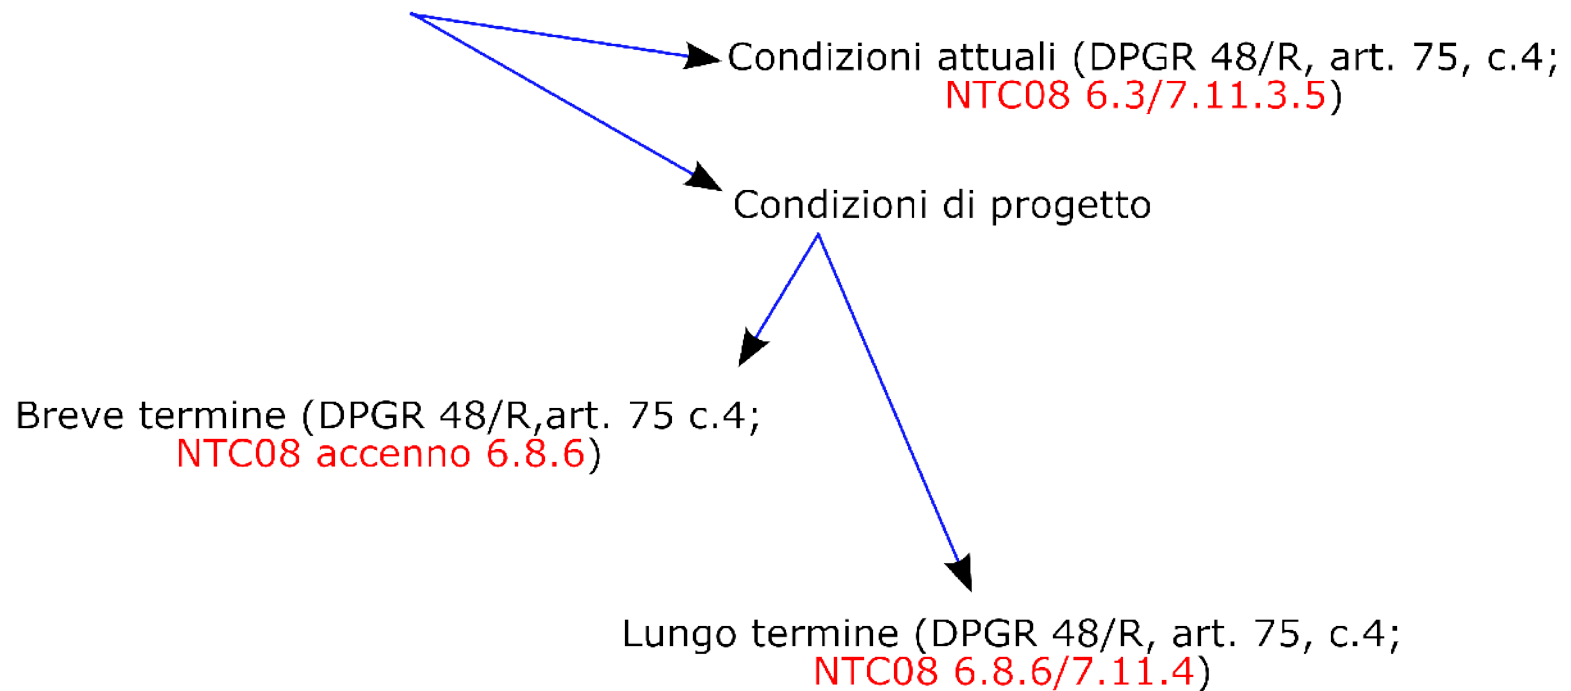 Condizioni attuali (DPGR 48/R, art. 75, c.4;
NTC08 6.3/7.11.3.5)
Condizioni di progetto
Breve termine (DPGR 48/R,art. 75 c.4;
NTC08 accenno 6.8.6)
Lungo termine (DPGR 48/R, art. 75, c.4;
NTC08 6.8.6/7.11.4)